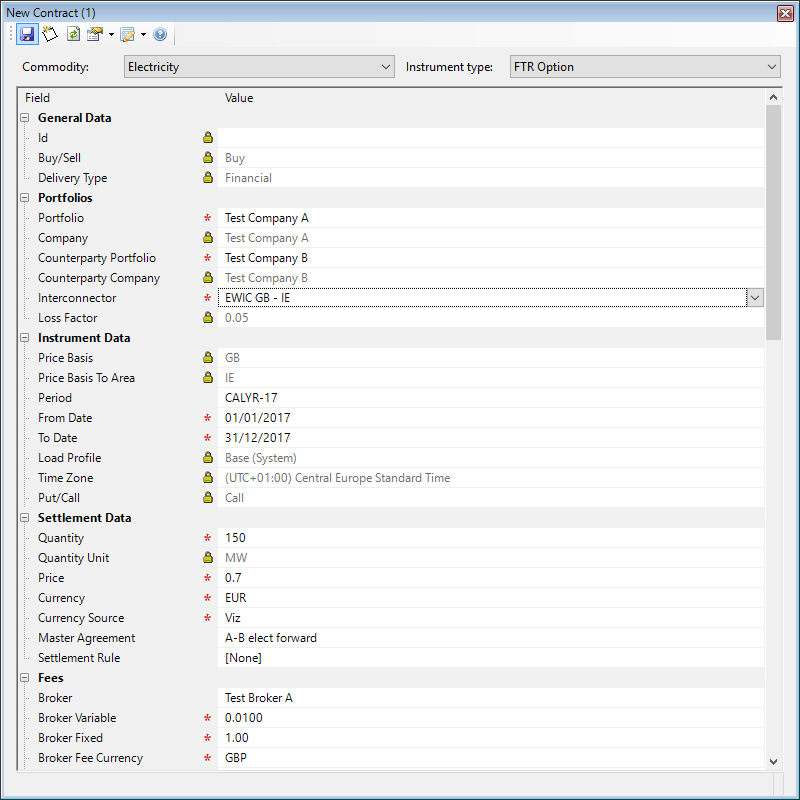 New Contract (1)
Commodity: Electricity Instrument type: FTR Option
Field Value
General Data
Id
Buy/Sell Buy
Delivery Type Financial
Portfolios
Portfolio * Test Company A
Company Test Company A
Counterparty Portfolio * Test Company B
Counterparty Company Test Company B
Interconnector * EWIC GB - IE
Loss Factor 0.05
Instrument Data
Price Basis GB
Price Basis To Area IE
Period CALYR-17
From Date * 01/01/2017
To Date * 31/12/2017
Load Profile Base (System)
Time Zone (UTC+01:00) Central Europe Standard Time
Put/Call Call
Settlement Data
Quantity * 150
Quantity Unit MW
Price * 0.7
Currency * EUR
Currency Source * Viz
Master Agreement A-B elect forward
Settlement Rule [None]
Fees
Broker Test Broker A
Broker Variable * 0.0100
Broker Fixed * 1.00
Broker Fee Currency * GBP